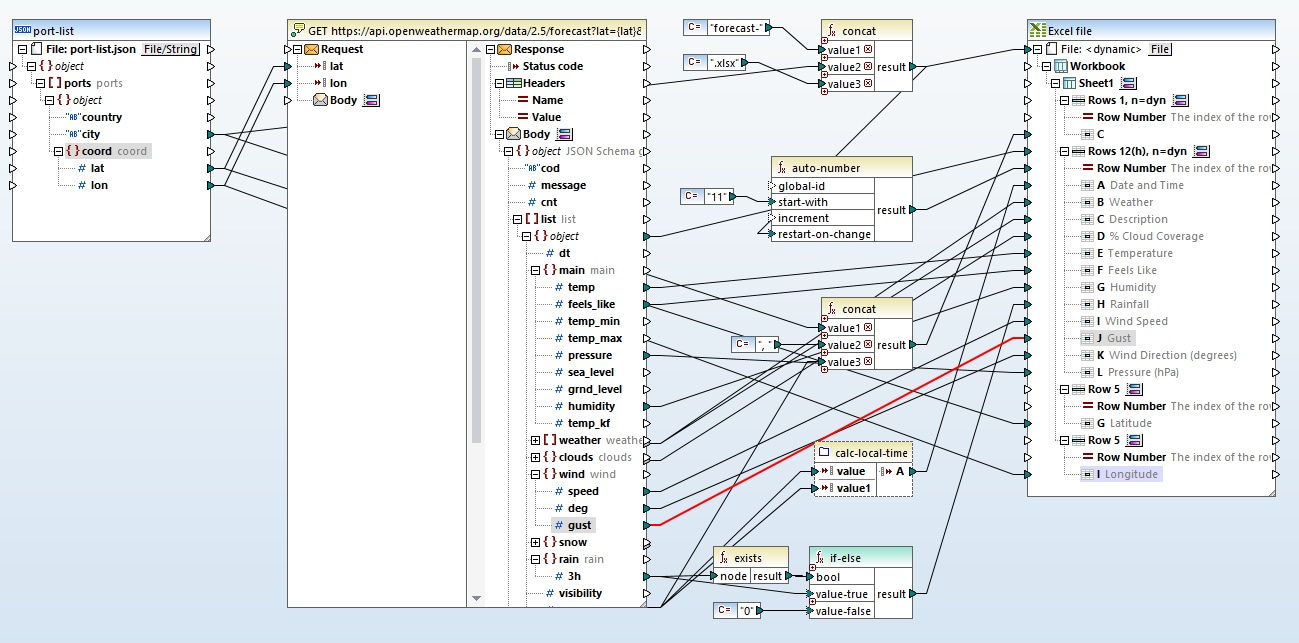 JSON port-list
File: port-list.json File/String
{ } object
[ ] ports ports
{ } object
"AB" country
"AB" city
{ } coord coord
# lat
# lon
GET https://api.openweathermap.org/data/2.5/forecast?lat={lat}&
Request
lat
lon
Body
Response
Status code
Headers
Name
Value
Body
{ } object JSON Schema
"AB" cod
# message
# cnt
[ ] list list
{ } object
# dt
{ } main main
# temp
# feels_like
# temp_min
# temp_max
# pressure
# sea_level
# grnd_level
# humidity
# temp_kf
[ ] weather weathe
{ } clouds clouds
{ } wind wind
# speed
# deg
# gust
{ } snow
{ } rain rain
# 3h
# visibility
C= "forecast-"
C= ".xlsx"
fx concat
value1
value2 result
value3
fx auto-number
global-id
start-with
increment
restart-on-change
result
C= "11"
fx concat
value1
value2 result
value3
C= ", "
calc-local-time
value A
value1
fx exists
node result
C= "0"
fx if-else
bool
value-true result
value-false
Excel file
File: <dynamic> File
Workbook
Sheet1
Rows 1, n=dyn
Row Number The index of the ro
C
Rows 12(h), n=dyn
Row Number The index of the ro
A Date and Time
B Weather
C Description
D % Cloud Coverage
E Temperature
F Feels Like
G Humidity
H Rainfall
I Wind Speed
J Gust
K Wind Direction (degrees)
L Pressure (hPa)
Row 5
Row Number The index of the ro
G Latitude
Row 5
Row Number The index of the ro
I Longitude